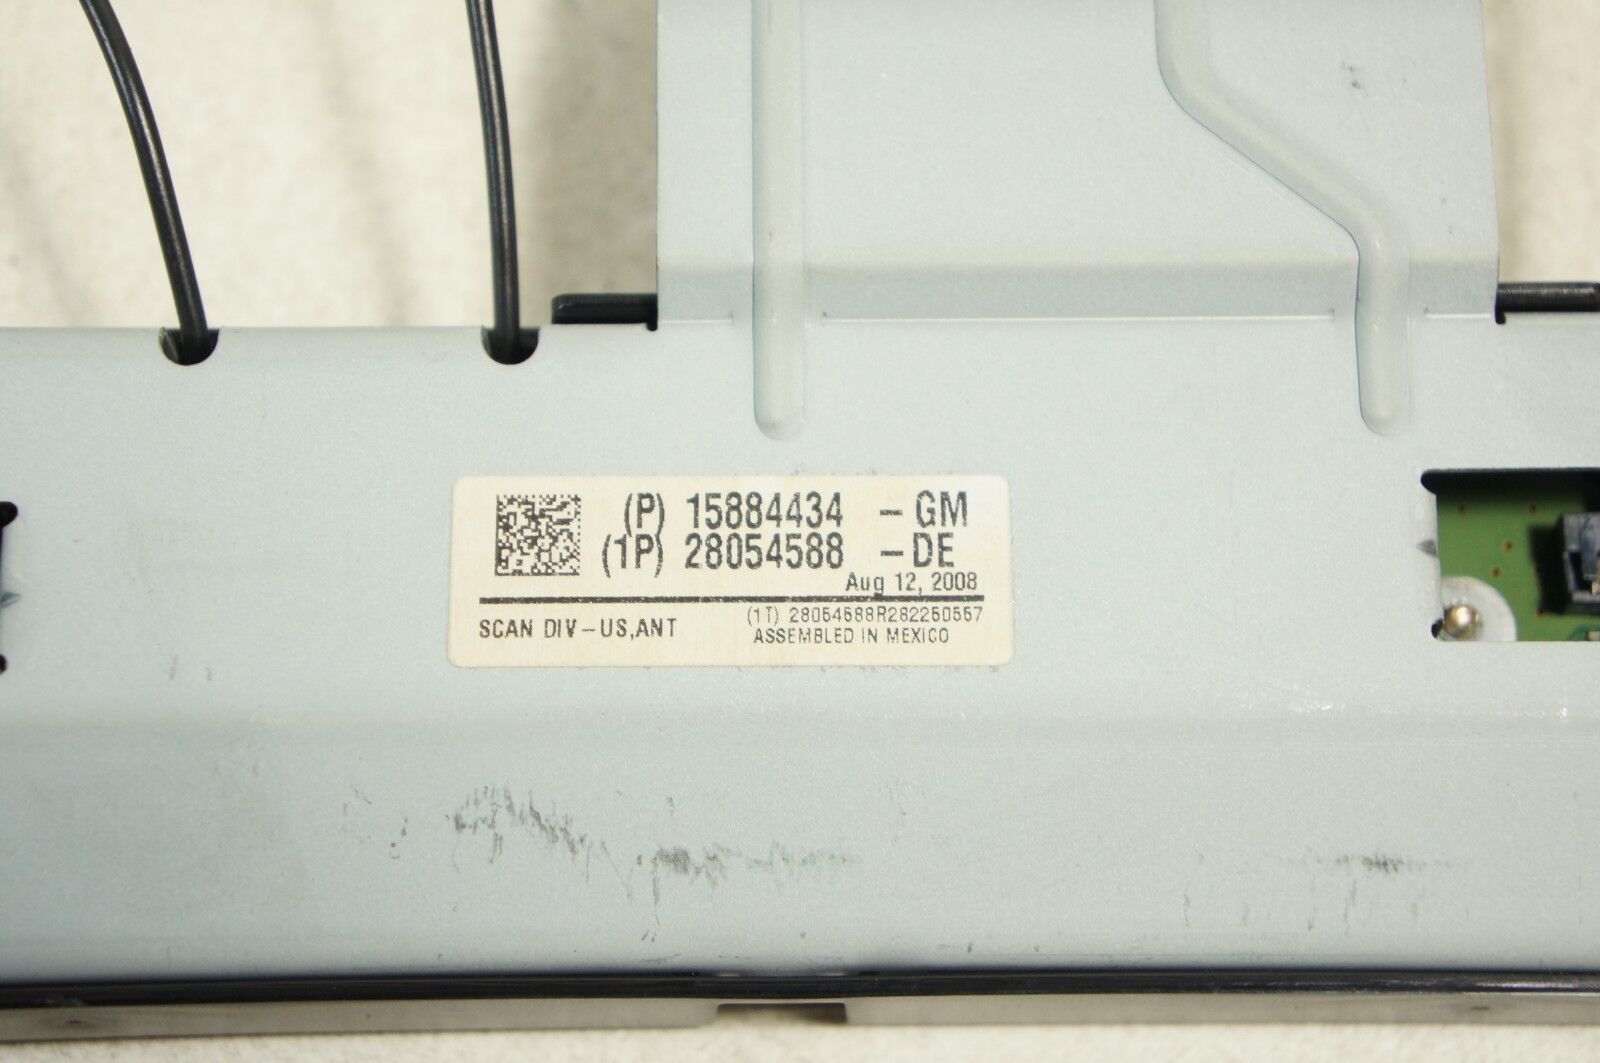 (P) 15884434 -GM
(1P) 28054588 -DE
Aug 12, 2008
SCAN DIV-US,ANT
(1T) 28054588R282250557
ASSEMBLED IN MEXICO